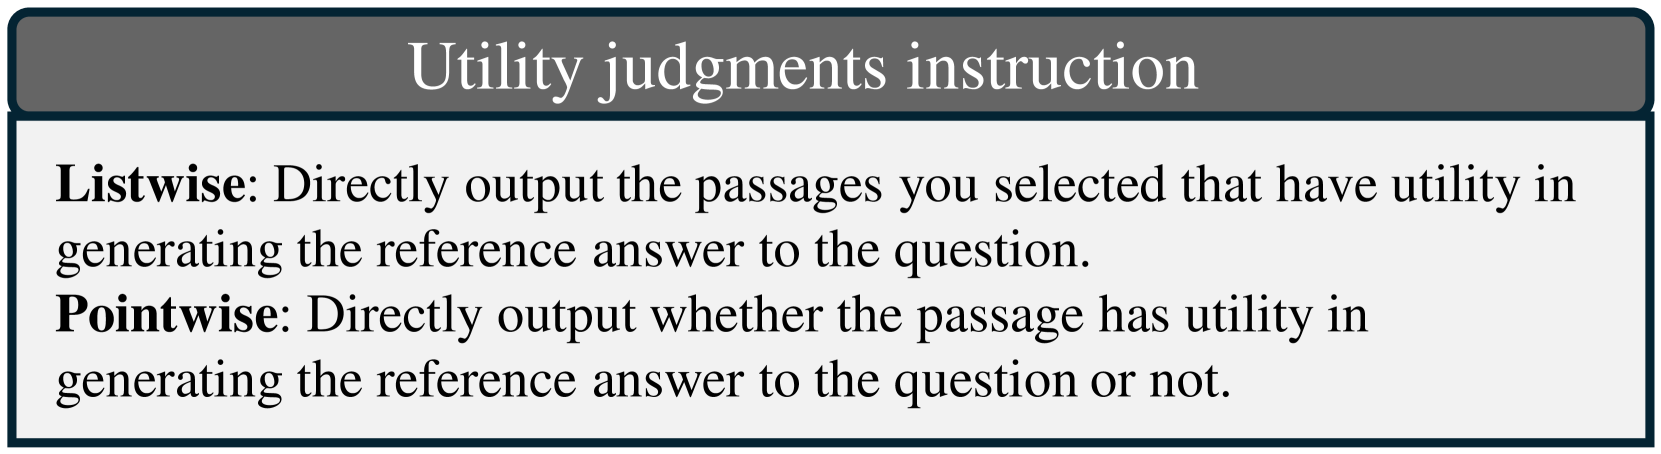 Utility judgments instruction
Listwise: Directly output the passages you selected that have utility in
generating the reference answer to the question.
Pointwise: Directly output whether the passage has utility in
generating the reference answer to the question or not.